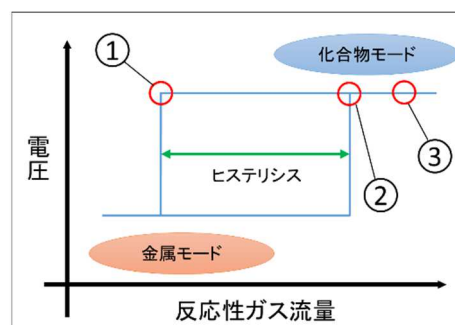 ①
化合物モード
電圧
ヒステリシス
②
③
金属モード
反応性ガス流量